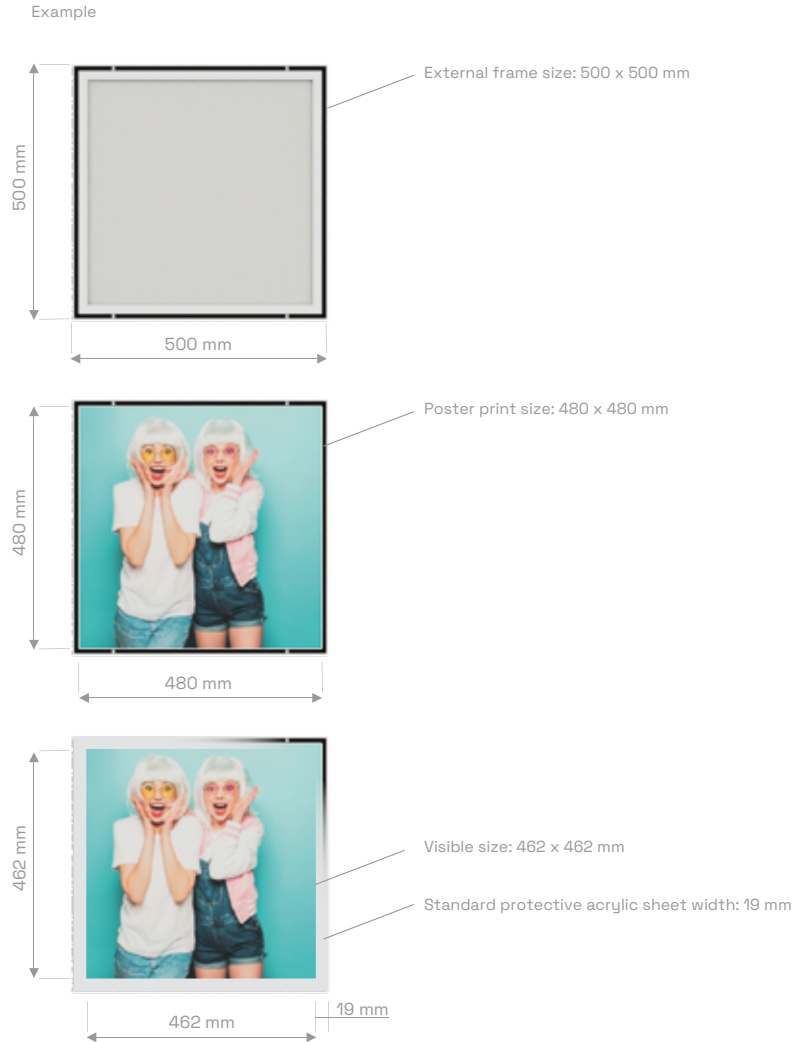 Example
External frame size: 500 x 500 mm
500 mm
500 mm
Poster print size: 480 x 480 mm
480 mm
480 mm
Visible size: 462 x 462 mm
462 mm
Standard protective acrylic sheet width: 19 mm
19 mm
462 mm